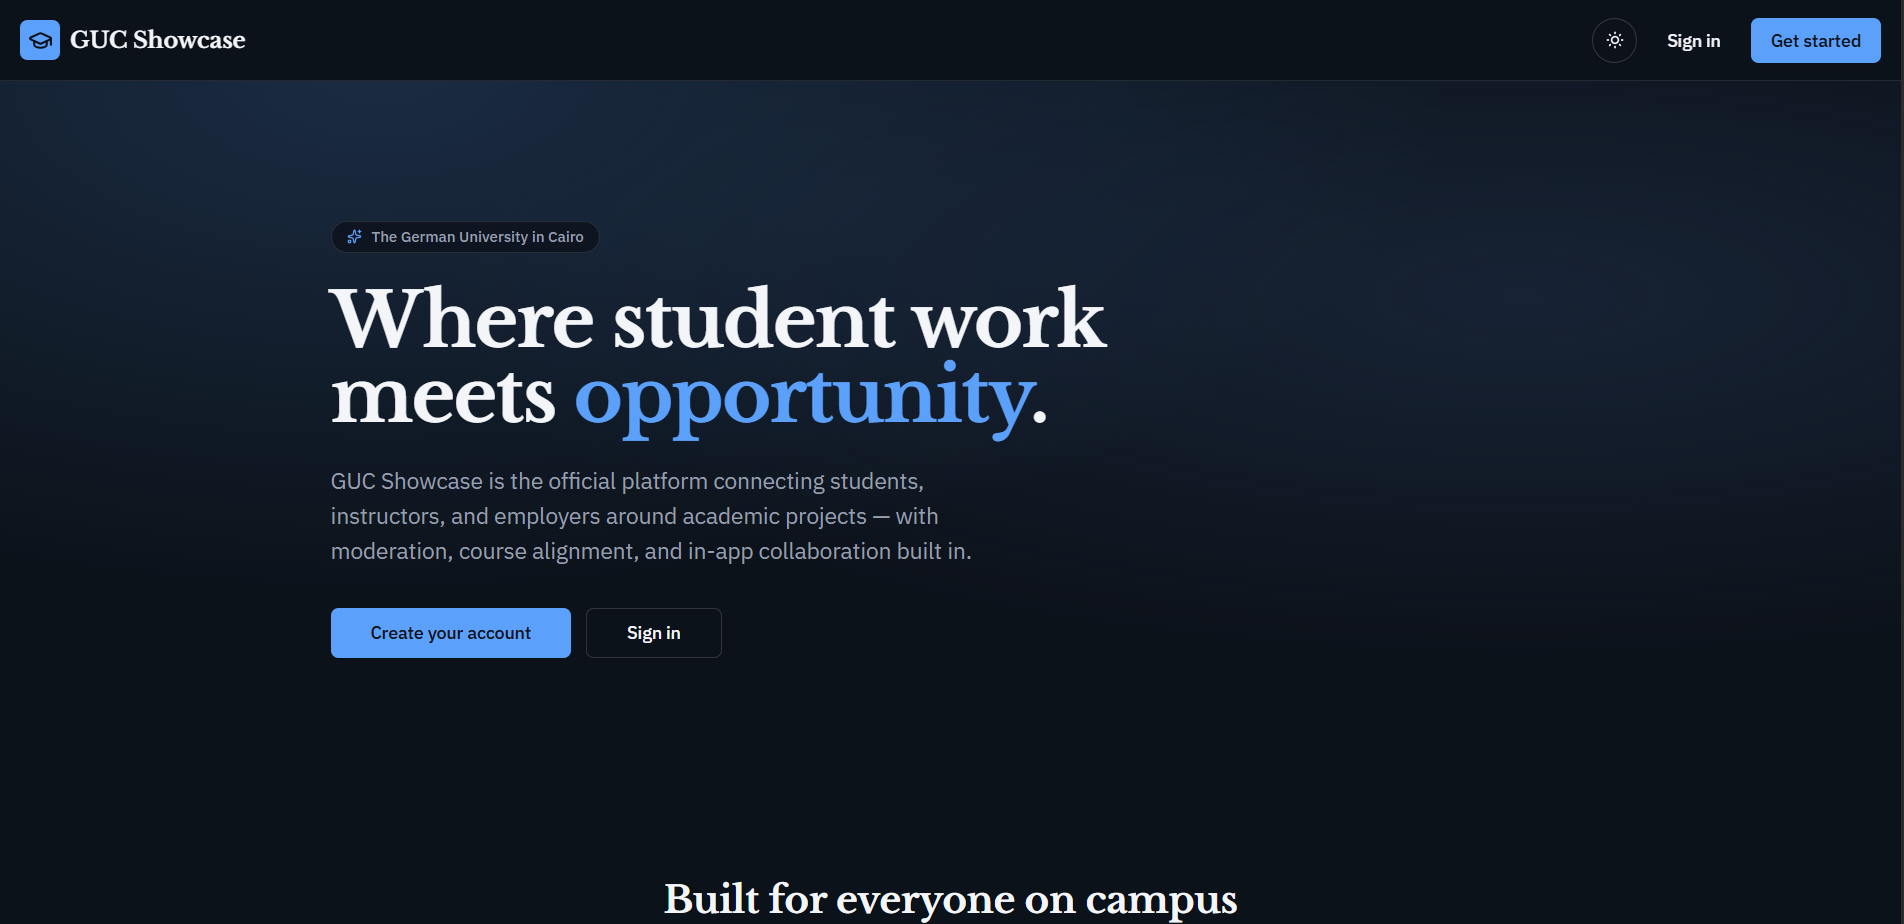 GUC Showcase
Sign in
Get started
The German University in Cairo
Where student work
meets opportunity.
GUC Showcase is the official platform connecting students,
instructors, and employers around academic projects — with
moderation, course alignment, and in-app collaboration built in.
Create your account
Sign in
Built for everyone on campus